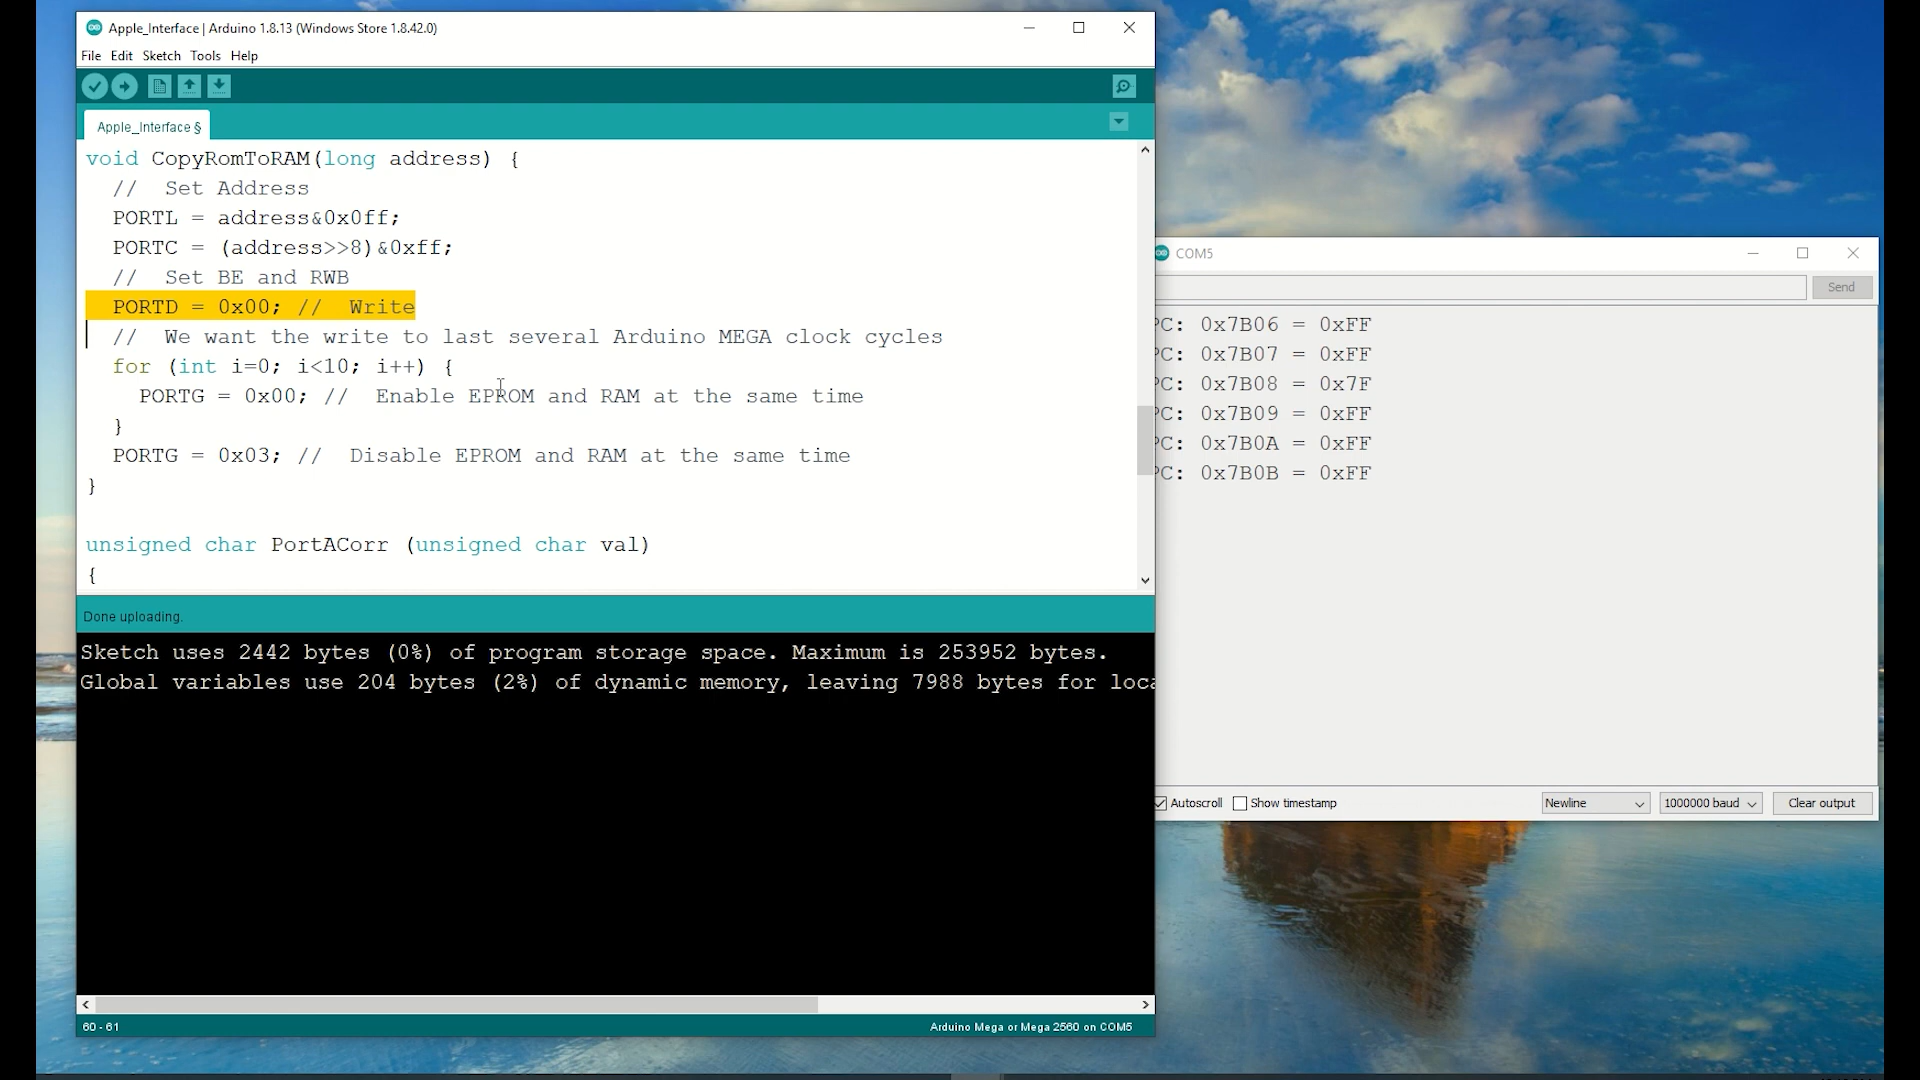 Apple_Interface | Arduino 1.8.13 (Windows Store 1.8.42.0)
File Edit Sketch Tools Help
Apple_Interface §
void CopyRomToRAM(long address) {
// Set Address
PORTL = address&0x0ff;
PORTC = (address>>8)&0xff;
// Set BE and RWB
PORTD = 0x00; // Write
// We want the write to last several Arduino MEGA clock cycles
for (int i=0; i<10; i++) {
PORTG = 0x00; // Enable EPROM and RAM at the same time
}
PORTG = 0x03; // Disable EPROM and RAM at the same time
}
unsigned char PortACorr (unsigned char val)
{
Done uploading.
Sketch uses 2442 bytes (0%) of program storage space. Maximum is 253952 bytes.
Global variables use 204 bytes (2%) of dynamic memory, leaving 7988 bytes for loca
60 - 61
Arduino Mega or Mega 2560 on COM5
COM5
Send
PC: 0x7B06 = 0xFF
PC: 0x7B07 = 0xFF
PC: 0x7B08 = 0x7F
PC: 0x7B09 = 0xFF
PC: 0x7B0A = 0xFF
PC: 0x7B0B = 0xFF
Autoscroll Show timestamp
Newline
1000000 baud
Clear output